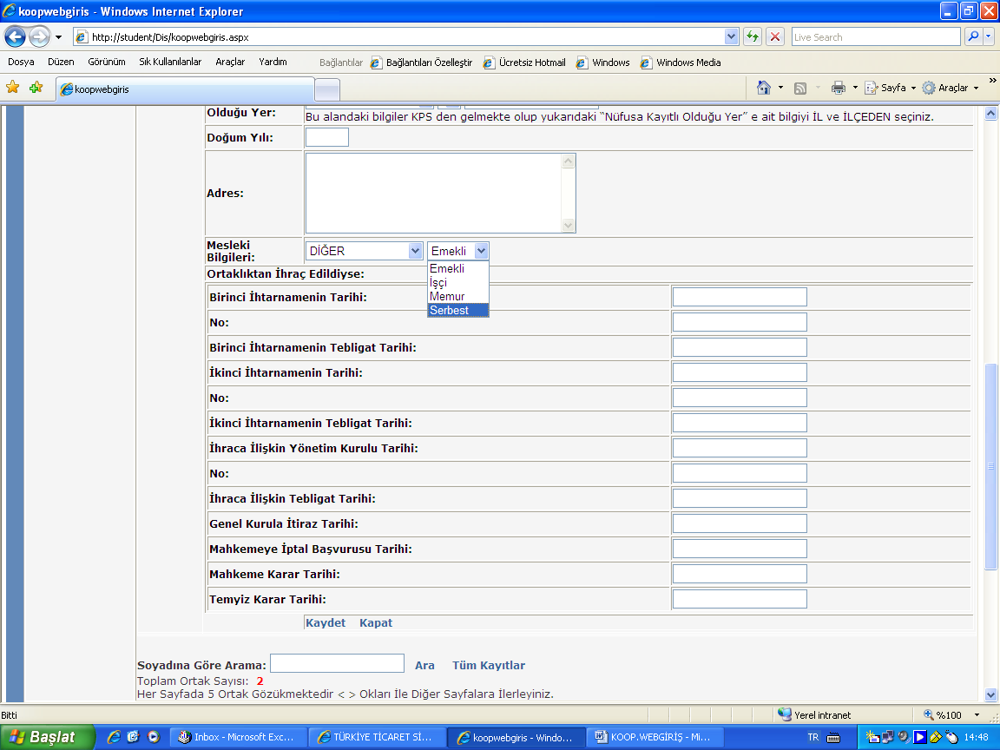 koopwebgiris - Windows Internet Explorer
http://student/Dis/koopwebgiris.aspx
Live Search
Dosya Düzen Görünüm Sık Kullanılanlar Araçlar Yardım
Bağlantılar Bağlantıları Özelleştir Ücretsiz Hotmail Windows Windows Media
koopwebgiris
Sayfa Araçlar
Olduğu Yer:
Bu alandaki bilgiler KPS den gelmekte olup yukarıdaki “Nüfusa Kayıtlı Olduğu Yer” e ait bilgiyi İL ve İLÇEDEN seçiniz.
Doğum Yılı:
Adres:
Mesleki
Bilgileri:
DİĞER Emekli
Emekli
İşçi
Memur
Serbest
Ortaklıktan İhraç Edildiyse:
Birinci İhtarnamenin Tarihi:
No:
Birinci İhtarnamenin Tebligat Tarihi:
İkinci İhtarnamenin Tarihi:
No:
İkinci İhtarnamenin Tebligat Tarihi:
İhraca İlişkin Yönetim Kurulu Tarihi:
No:
İhraca İlişkin Tebligat Tarihi:
Genel Kurula İtiraz Tarihi:
Mahkemeye İptal Başvurusu Tarihi:
Mahkeme Karar Tarihi:
Temyiz Karar Tarihi:
Kaydet Kapat
Soyadına Göre Arama: Ara Tüm Kayıtlar
Toplam Ortak Sayısı: 2
Her Sayfada 5 Ortak Gözükmektedir < > Okları İle Diğer Sayfalara İlerleyiniz.
Bitti
Yerel intranet
%100
Başlat
Inbox - Microsoft Exc...
TÜRKİYE TİCARET Sİ...
koopwebgiris - Windo...
KOOP.WEBGİRİŞ - Mi...
TR
14:48